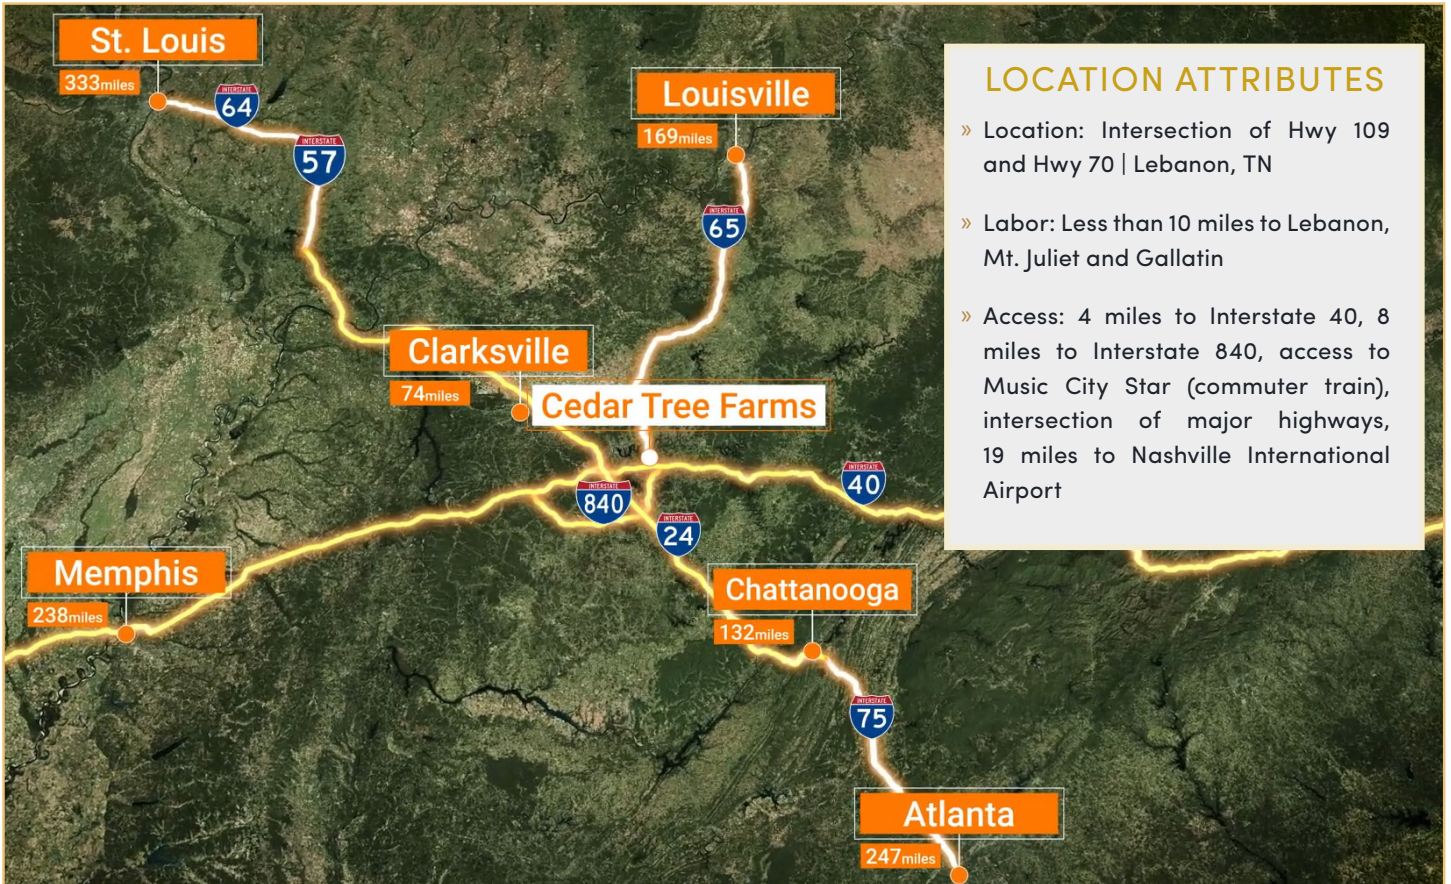 St. Louis
333miles
INTERSTATE
64
INTERSTATE
57
Louisville
169miles
INTERSTATE
65
Clarksville
74miles
Cedar Tree Farms
INTERSTATE
840
INTERSTATE
24
INTERSTATE
40
Memphis
238miles
Chattanooga
132miles
INTERSTATE
75
Atlanta
247miles
LOCATION ATTRIBUTES
» Location: Intersection of Hwy 109
and Hwy 70 | Lebanon, TN
» Labor: Less than 10 miles to Lebanon,
Mt. Juliet and Gallatin
» Access: 4 miles to Interstate 40, 8
miles to Interstate 840, access to
Music City Star (commuter train),
intersection of major highways,
19 miles to Nashville International
Airport